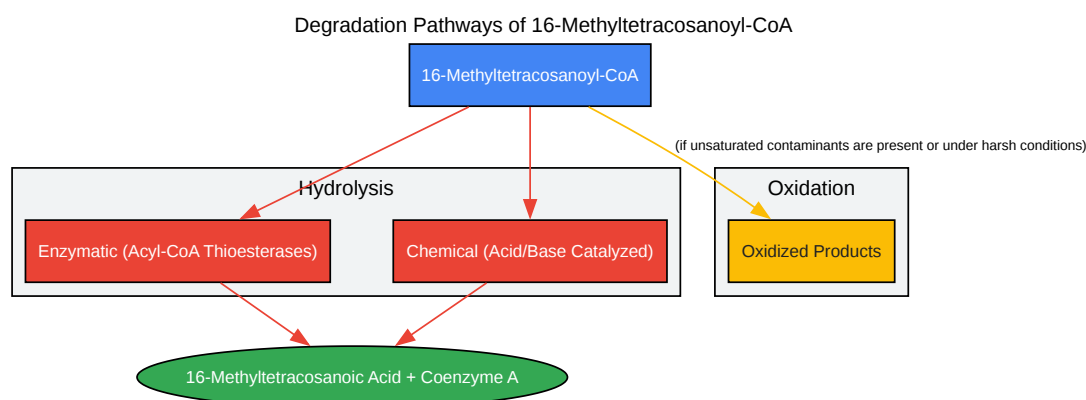 Degradation Pathways of 16-Methyltetracosanoyl-CoA
16-Methyltetracosanoyl-CoA
(if unsaturated contaminants are present or under harsh conditions)
Hydrolysis
Oxidation
Enzymatic (Acyl-CoA Thioesterases)
Chemical (Acid/Base Catalyzed)
Oxidized Products
16-Methyltetracosanoic Acid + Coenzyme A